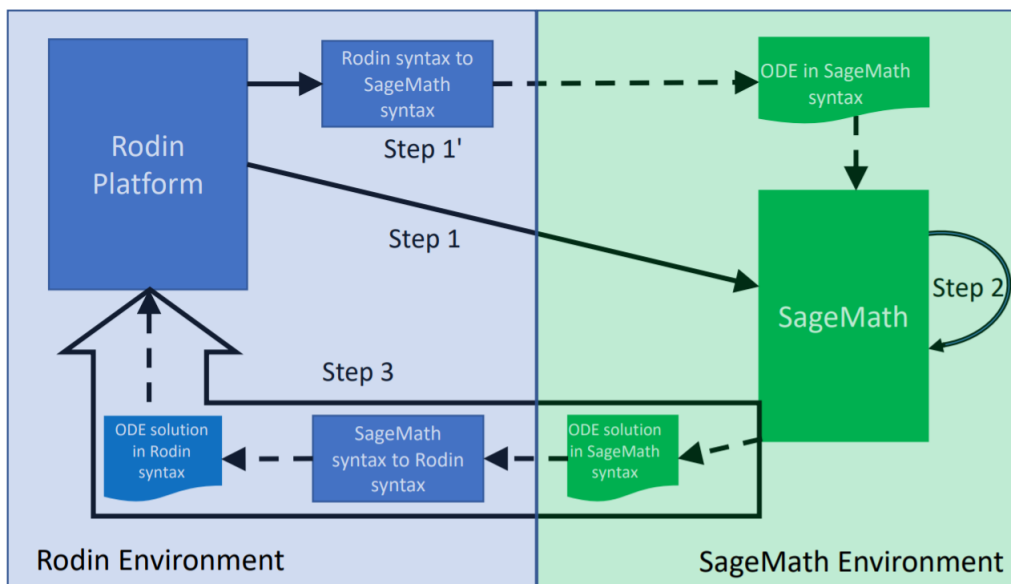 Rodin syntax to
SageMath
syntax
ODE in SageMath
syntax
Rodin
Platform
Step 1'
Step 1
Step 2
SageMath
Step 3
ODE solution
in Rodin
syntax
SageMath
syntax to Rodin
syntax
ODE solution
in SageMath
syntax
Rodin Environment
SageMath Environment